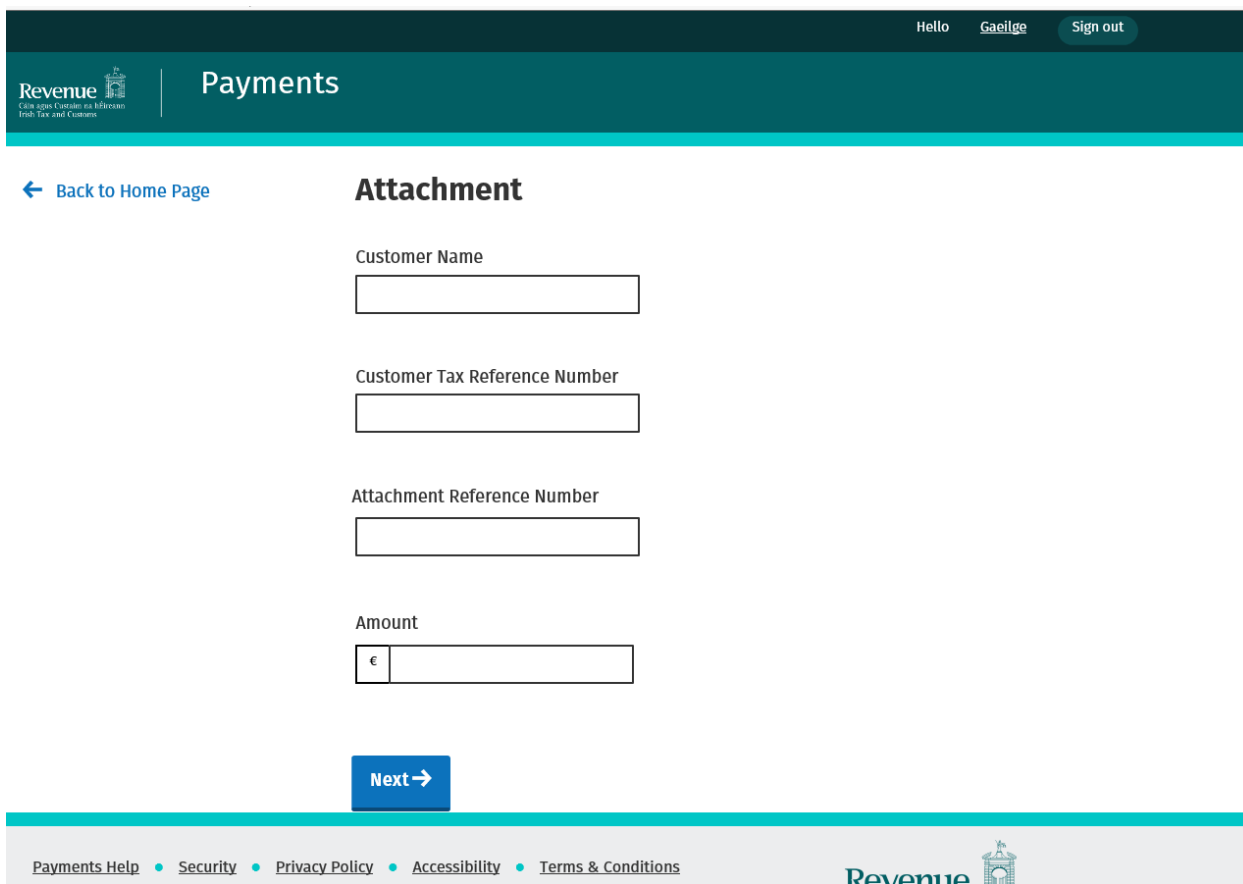 Hello Gaeilge Sign out
Revenue
Cáin agus Custaim na hÉireann
Irish Tax and Customs
Payments
Back to Home Page
Attachment
Customer Name
Customer Tax Reference Number
Attachment Reference Number
Amount
€
Next
Payments Help • Security • Privacy Policy • Accessibility • Terms & Conditions
Revenue